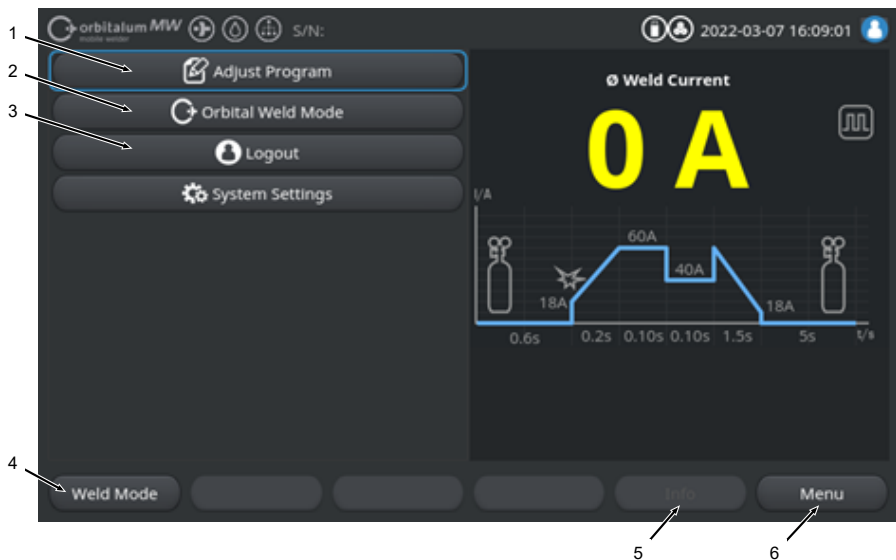 orbitalum MW
mobile welder
S/N:
2022-03-07 16:09:01
1
Adjust Program
2
Orbital Weld Mode
3
Logout
System Settings
Ø Weld Current
0 A
I/A
60A
40A
18A
18A
0.6s 0.2s 0.10s 0.10s 1.5s 5s t/s
4
Weld Mode
Info
Menu
5
6